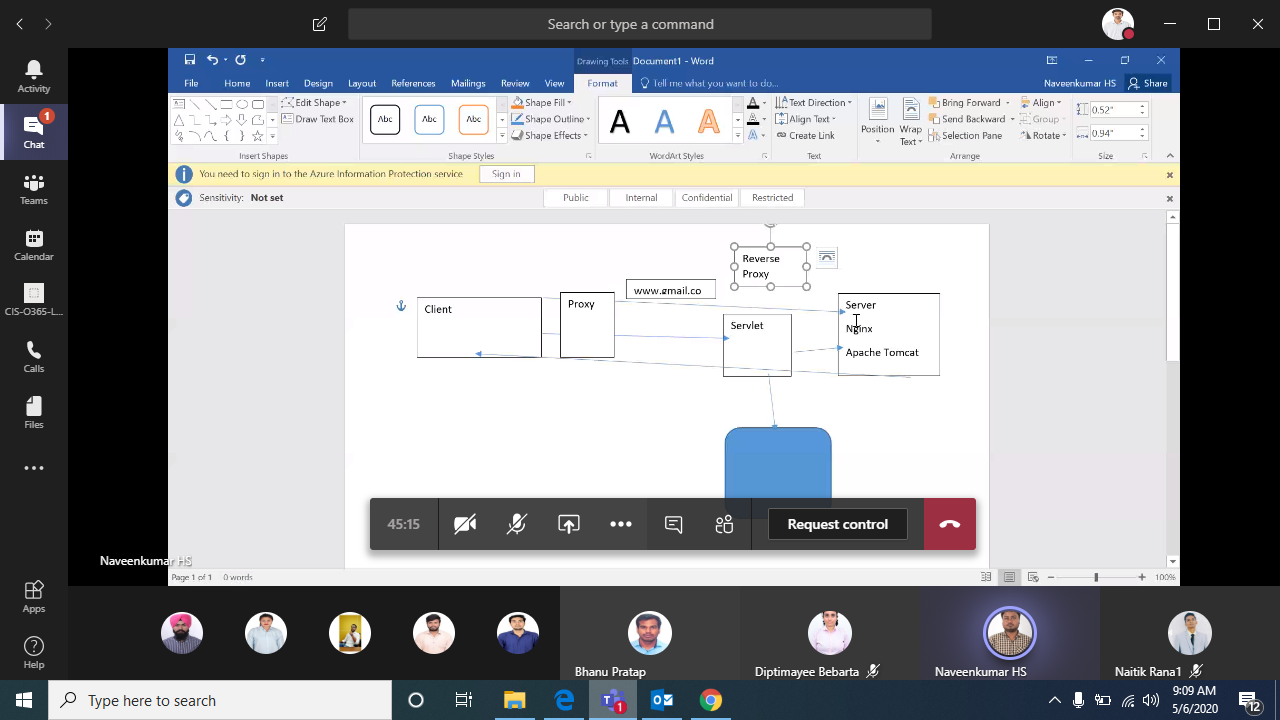 Search or type a command
Activity
1
Chat
Teams
Calendar
CIS-O365-L...
Calls
Files
Apps
Help
Drawing Tools
Document1 - Word
File
Home
Insert
Design
Layout
References
Mailings
Review
View
Format
Tell me what you want to do...
Naveenkumar HS
Share
Edit Shape
Draw Text Box
Insert Shapes
Abc
Abc
Abc
Shape Fill
Shape Outline
Shape Effects
Shape Styles
A
A
A
WordArt Styles
Text Direction
Align Text
Create Link
Text
Position
Wrap
Text
Bring Forward
Send Backward
Selection Pane
Align
Group
Rotate
Arrange
0.52"
0.94"
Size
You need to sign in to the Azure Information Protection service
Sign in
Sensitivity: Not set
Public
Internal
Confidential
Restricted
Reverse
Proxy
www.gmail.co
Client
Proxy
Servlet
Server
Nginx
Apache Tomcat
45:15
Request control
Naveenkumar HS
Page 1 of 1
0 words
100%
Bhanu Pratap
Diptimayee Bebarta
Naveenkumar HS
Naitik Rana1
Type here to search
1
9:09 AM
5/6/2020
12